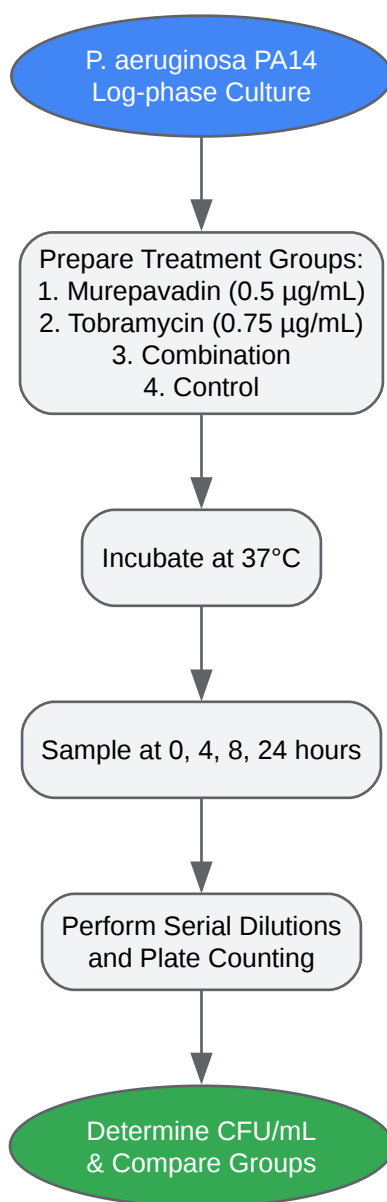 P. aeruginosa PA14
Log-phase Culture
Prepare Treatment Groups:
1. Murepavadin (0.5 µg/mL)
2. Tobramycin (0.75 µg/mL)
3. Combination
4. Control
Incubate at 37°C
Sample at 0, 4, 8, 24 hours
Perform Serial Dilutions
and Plate Counting
Determine CFU/mL
& Compare Groups